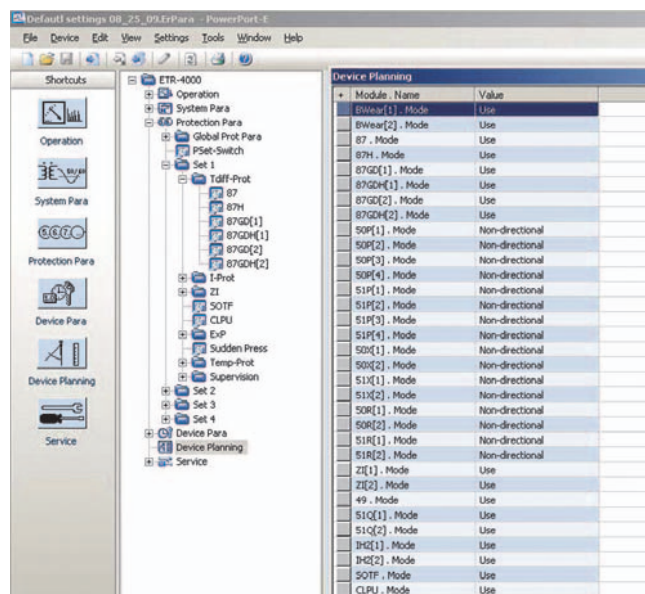 Defautl settings 08_25_09.ErPara - PowerPort-E
File Device Edit View Settings Tools Window Help
Shortcuts
Operation
System Para
Protection Para
Device Para
Device Planning
Service
ETR-4000
Operation
System Para
Protection Para
Global Prot Para
PSet-Switch
Set 1
Tdiff-Prot
87
87H
87GD[1]
87GDH[1]
87GD[2]
87GDH[2]
I-Prot
ZI
SOTF
CLPU
ExP
Sudden Press
Temp-Prot
Supervision
Set 2
Set 3
Set 4
Device Para
Device Planning
Service
Device Planning
+ Module . Name Value
BWear[1] . Mode Use
BWear[2] . Mode Use
87 . Mode Use
87H . Mode Use
87GD[1] . Mode Use
87GDH[1] . Mode Use
87GD[2] . Mode Use
87GDH[2] . Mode Use
50P[1] . Mode Non-directional
50P[2] . Mode Non-directional
50P[3] . Mode Non-directional
50P[4] . Mode Non-directional
51P[1] . Mode Non-directional
51P[2] . Mode Non-directional
51P[3] . Mode Non-directional
51P[4] . Mode Non-directional
50X[1] . Mode Non-directional
50X[2] . Mode Non-directional
51X[1] . Mode Non-directional
51X[2] . Mode Non-directional
50R[1] . Mode Non-directional
50R[2] . Mode Non-directional
51R[1] . Mode Non-directional
51R[2] . Mode Non-directional
ZI[1] . Mode Use
ZI[2] . Mode Use
49 . Mode Use
51Q[1] . Mode Use
51Q[2] . Mode Use
IH2[1] . Mode Use
IH2[2] . Mode Use
SOTF . Mode Use
CLPU . Mode Use